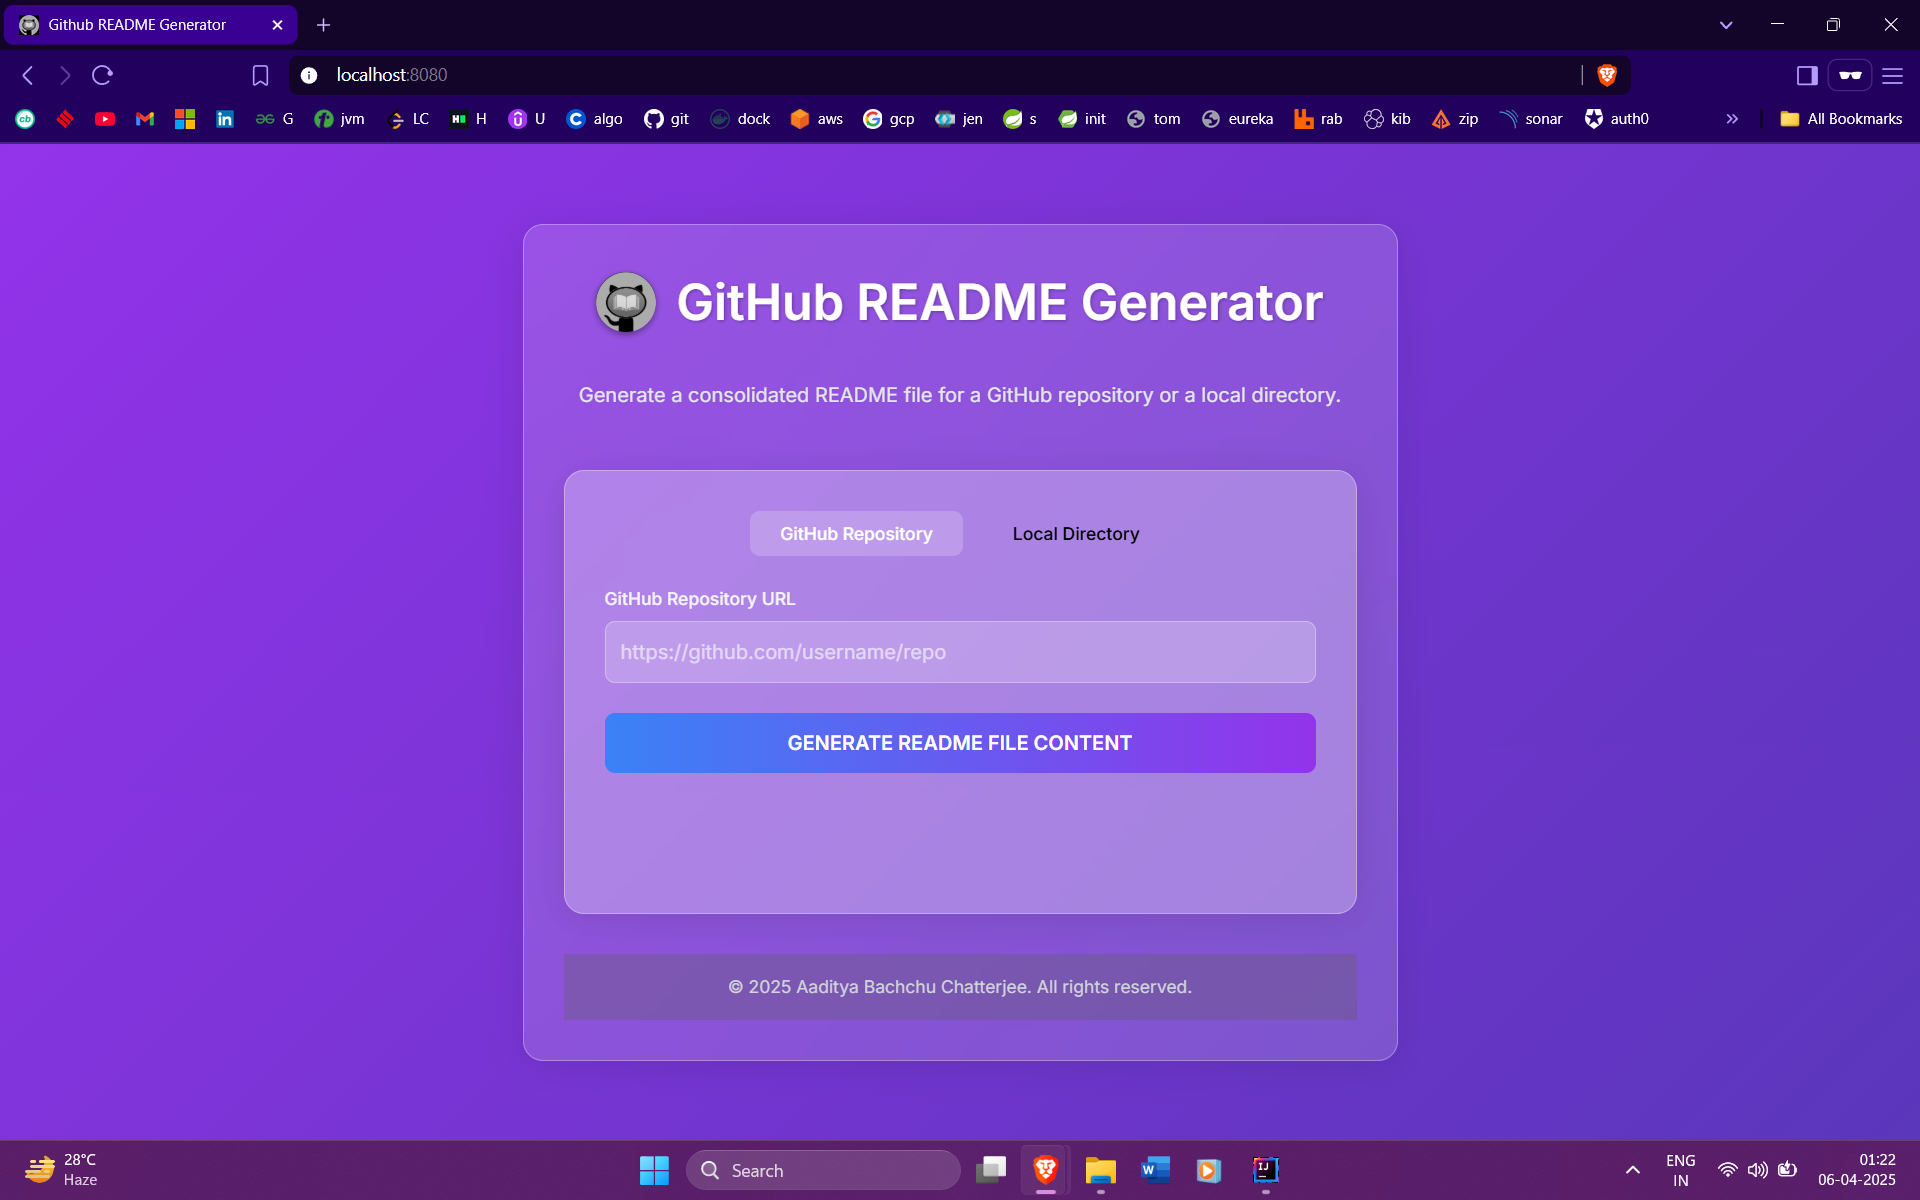 Github README Generator
localhost:8080
G jvm LC H U algo git dock aws gcp jen s init tom eureka rab kib zip sonar auth0 All Bookmarks
GitHub README Generator
Generate a consolidated README file for a GitHub repository or a local directory.
GitHub Repository Local Directory
GitHub Repository URL
https://github.com/username/repo
GENERATE README FILE CONTENT
© 2025 Aaditya Bachchu Chatterjee. All rights reserved.
28°C
Haze
Search
ENG
IN
01:22
06-04-2025